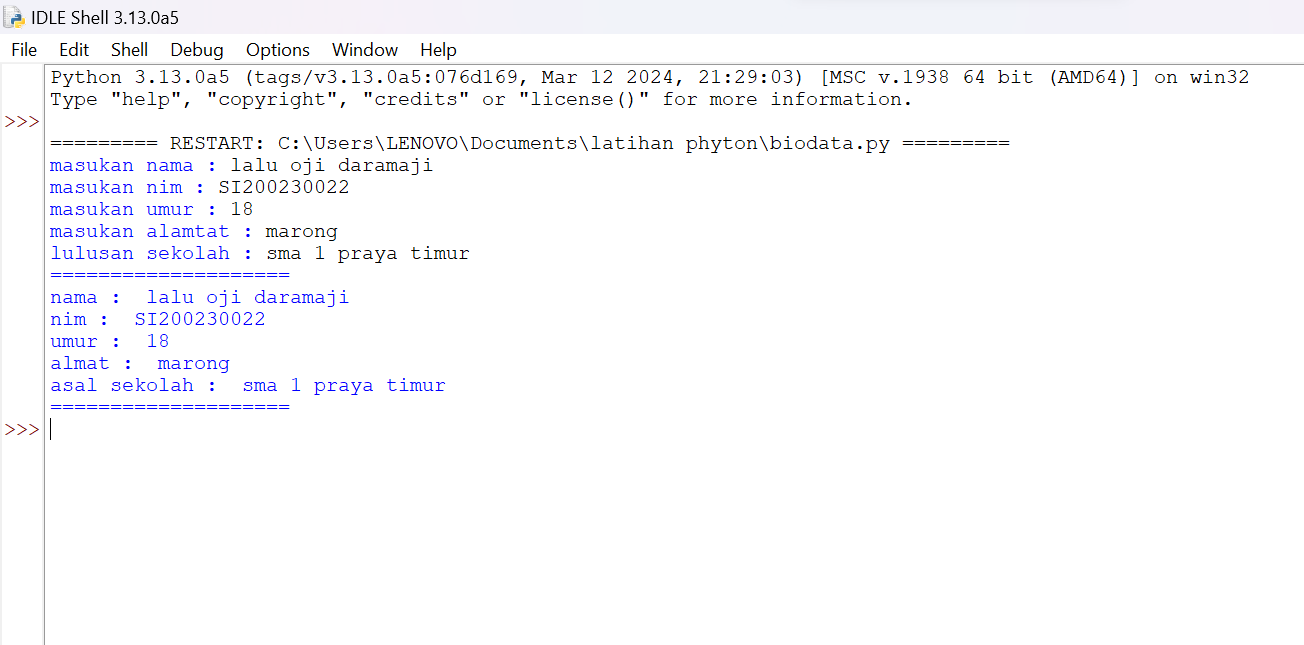 IDLE Shell 3.13.0a5
File Edit Shell Debug Options Window Help
Python 3.13.0a5 (tags/v3.13.0a5:076d169, Mar 12 2024, 21:29:03) [MSC v.1938 64 bit (AMD64)] on win32
Type "help", "copyright", "credits" or "license()" for more information.
>>>
========= RESTART: C:\Users\LENOVO\Documents\latihan phyton\biodata.py =========
masukan nama : lalu oji daramaji
masukan nim : SI200230022
masukan umur : 18
masukan alamtat : marong
lulusan sekolah : sma 1 praya timur
====================
nama :  lalu oji daramaji
nim :  SI200230022
umur :  18
almat :  marong
asal sekolah :  sma 1 praya timur
====================
>>>